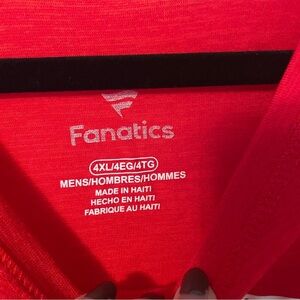 Fanatics
4XL/4EG/4TG
MENS/HOMBRES/HOMMES
MADE IN HAITI
HECHO EN HAITI
FABRIQUE AU HAITI